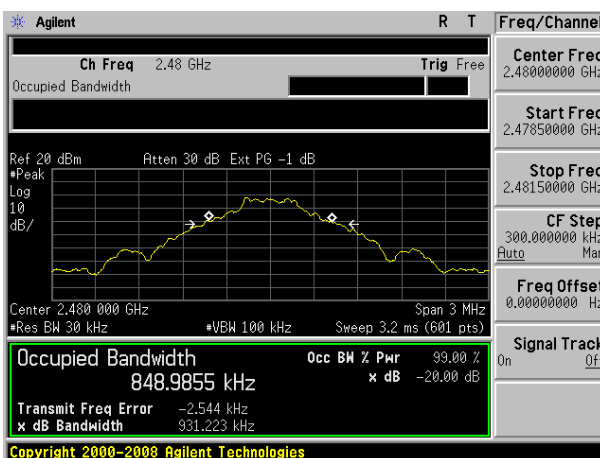 Agilent R T Freq/Channel
Ch Freq 2.48 GHz Trig Free
Occupied Bandwidth
Center Freq
2.48000000 GHz
Start Freq
2.47850000 GHz
Stop Freq
2.48150000 GHz
CF Step
300.000000 kHz
Auto Man
Freq Offset
0.00000000 Hz
Signal Track
On Off
Ref 20 dBm Atten 30 dB Ext PG -1 dB
#Peak
Log
10
dB/
Center 2.480 000 GHz Span 3 MHz
#Res BW 30 kHz #VBW 100 kHz Sweep 3.2 ms (601 pts)
Occupied Bandwidth Occ BW % Pwr 99.00 %
848.9855 kHz x dB -20.00 dB
Transmit Freq Error -2.544 kHz
x dB Bandwidth 931.223 kHz
Copyright 2000-2008 Agilent Technologies